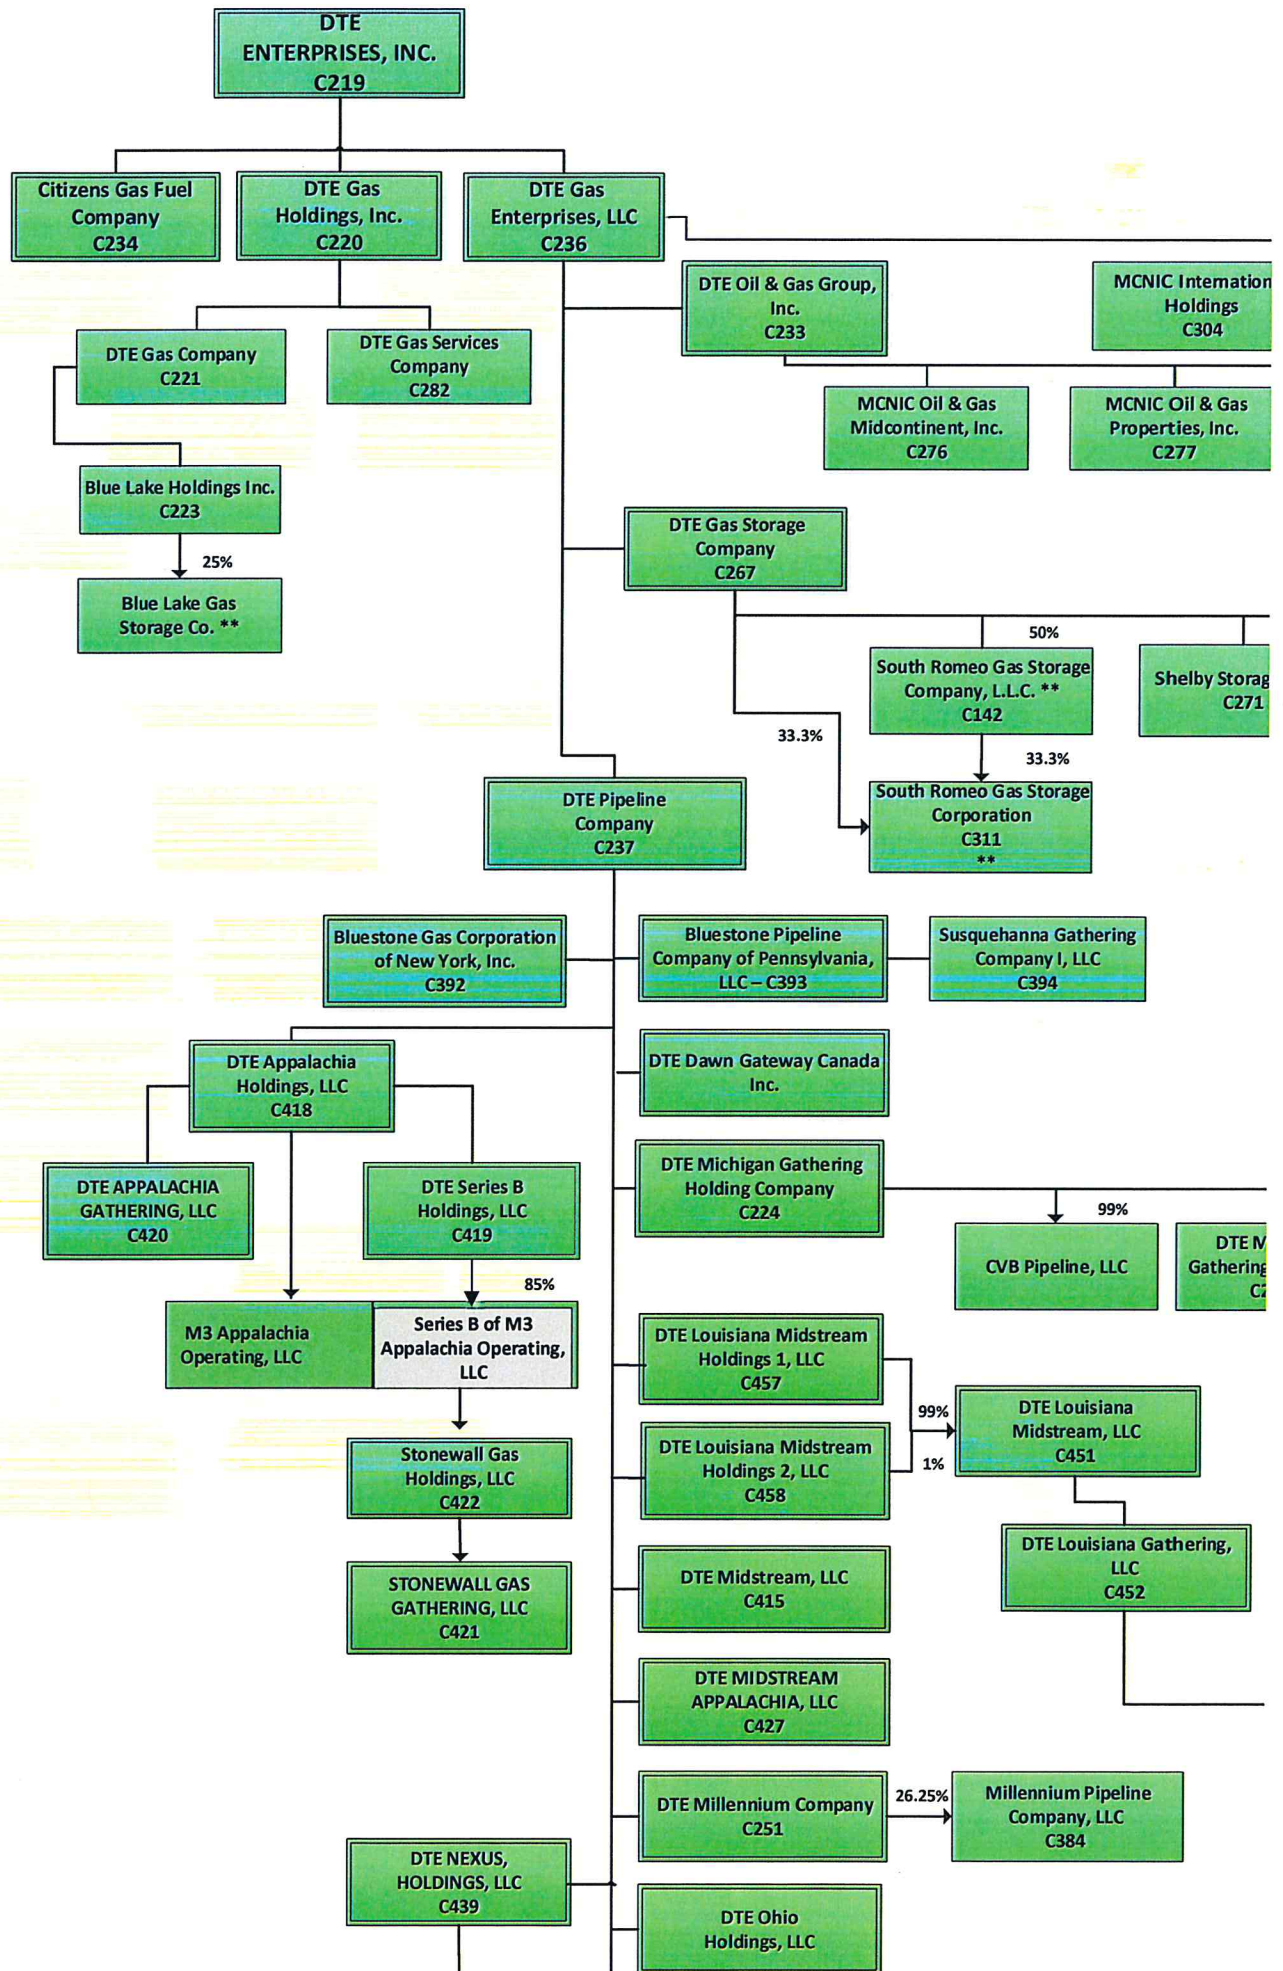 DTE
ENTERPRISES, INC.
C219
Citizens Gas Fuel
Company
C234
DTE Gas
Holdings, Inc.
C220
DTE Gas
Enterprises, LLC
C236
DTE Oil & Gas Group,
Inc.
C233
MCNIC Internation
Holdings
C304
DTE Gas Company
C221
DTE Gas Services
Company
C282
MCNIC Oil & Gas
Midcontinent, Inc.
C276
MCNIC Oil & Gas
Properties, Inc.
C277
Blue Lake Holdings Inc.
C223
25%
Blue Lake Gas
Storage Co. **
DTE Gas Storage
Company
C267
50%
South Romeo Gas Storage
Company, L.L.C. **
C142
Shelby Storag
C271
33.3%
33.3%
South Romeo Gas Storage
Corporation
C311
**
DTE Pipeline
Company
C237
Bluestone Gas Corporation
of New York, Inc.
C392
Bluestone Pipeline
Company of Pennsylvania,
LLC – C393
Susquehanna Gathering
Company I, LLC
C394
DTE Appalachia
Holdings, LLC
C418
DTE Dawn Gateway Canada
Inc.
DTE APPALACHIA
GATHERING, LLC
C420
DTE Series B
Holdings, LLC
C419
DTE Michigan Gathering
Holding Company
C224
99%
CVB Pipeline, LLC
DTE M
Gathering
85%
M3 Appalachia
Operating, LLC
Series B of M3
Appalachia Operating,
LLC
DTE Louisiana Midstream
Holdings 1, LLC
C457
99%
DTE Louisiana
Midstream, LLC
C451
Stonewall Gas
Holdings, LLC
C422
DTE Louisiana Midstream
Holdings 2, LLC
C458
1%
DTE Louisiana Gathering,
LLC
C452
STONEWALL GAS
GATHERING, LLC
C421
DTE Midstream, LLC
C415
DTE MIDSTREAM
APPALACHIA, LLC
C427
DTE Millennium Company
C251
26.25%
Millennium Pipeline
Company, LLC
C384
DTE NEXUS,
HOLDINGS, LLC
C439
DTE Ohio
Holdings, LLC